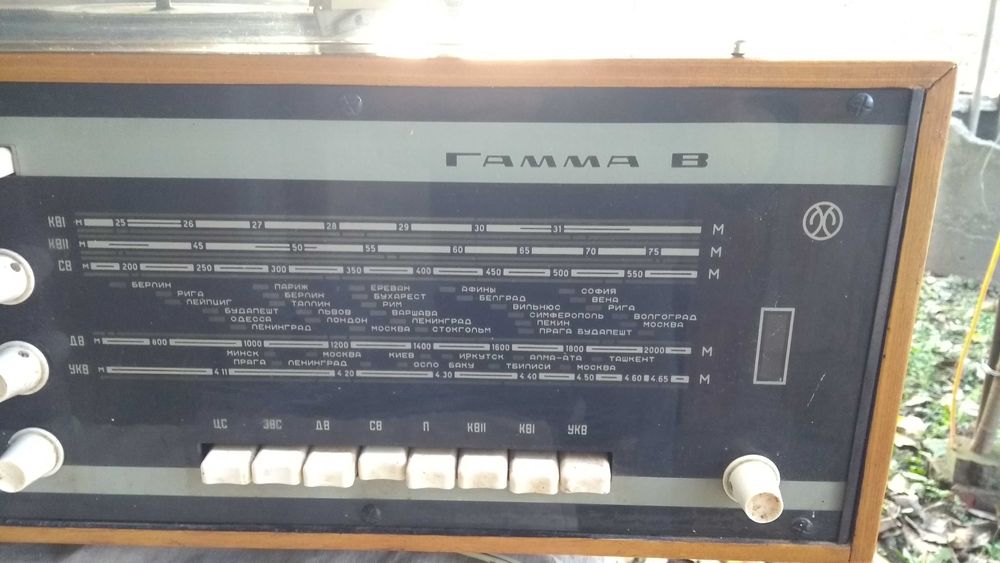 ГАММА В
КВI М 25 26 27 28 29 30 31 М
КВII М 45 50 55 60 65 70 75 М
СВ М 200 250 300 350 400 450 500 550 М
БЕРЛИН ПАРИЖ ЕРЕВАН АФИНЫ СОФИЯ
РИГА БЕРЛИН БУХАРЕСТ БЕЛГРАД ВЕНА
ЛЕЙПЦИГ ТАЛЛИН РИМ ВИЛЬНЮС РИГА
БУДАПЕШТ ЛЬВОВ ВАРШАВА СИМФЕРОПОЛЬ ВОЛГОГРАД
ОДЕССА ЛОНДОН ЛЕНИНГРАД ПЕКИН МОСКВА
ЛЕНИНГРАД МОСКВА СТОКГОЛЬМ ПРАГА БУДАПЕШТ
ДВ М 800 1000 1200 1400 1600 1800 2000 М
МИНСК МОСКВА КИЕВ ИРКУТСК АЛМА-АТА ТАШКЕНТ
ПРАГА ЛЕНИНГРАД ОСЛО БАКУ ТБИЛИСИ МОСКВА
УКВ М 4.11 4.20 4.30 4.40 4.50 4.60 4.65 М
ЦС ЗВС ДВ СВ П КВII КВI УКВ